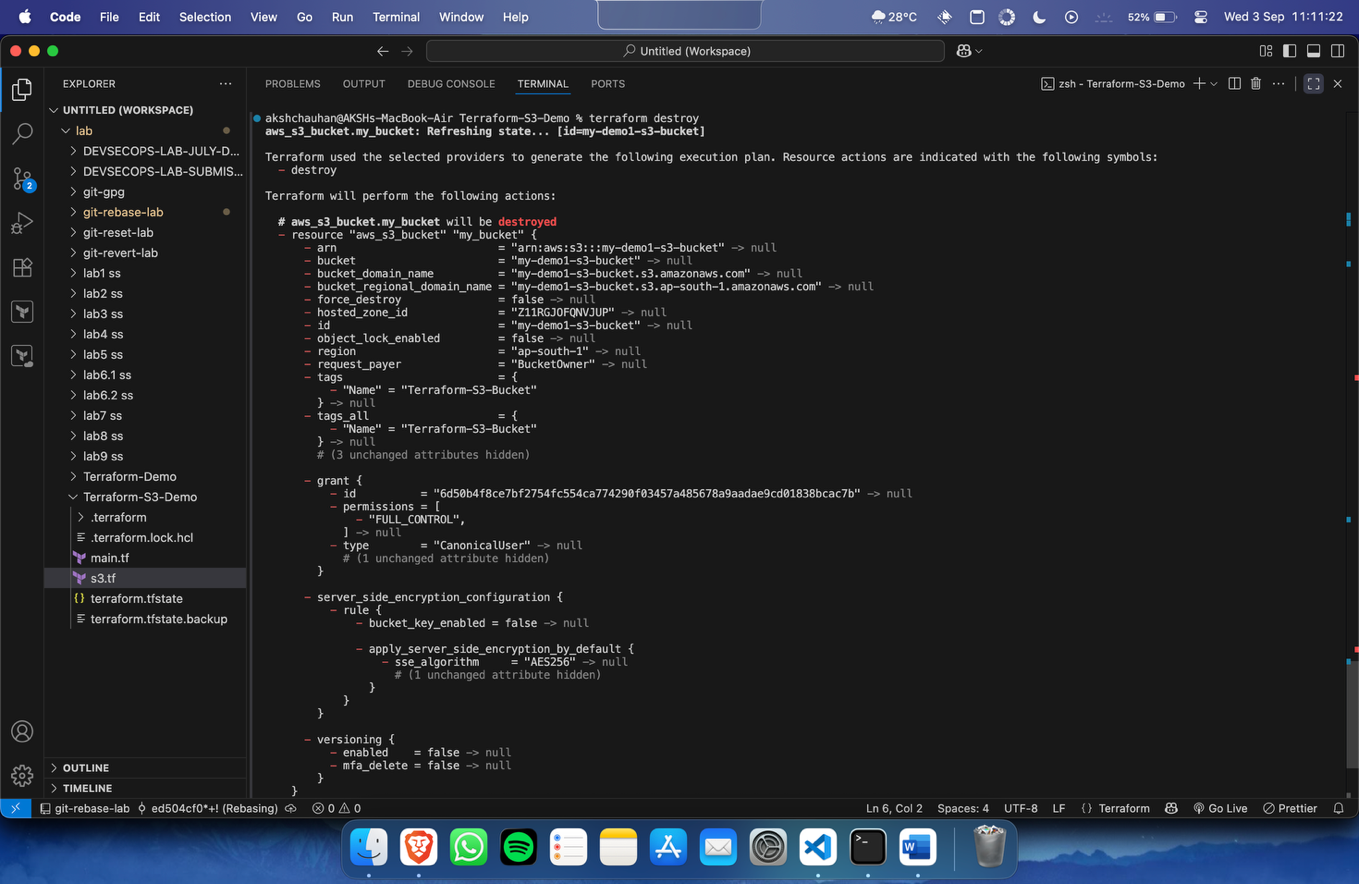 Code File Edit Selection View Go Run Terminal Window Help 28°C 52% Wed 3 Sep 11:11:22
Untitled (Workspace)
EXPLORER
UNTITLED (WORKSPACE)
lab
DEVSECOPS-LAB-JULY-D...
DEVSECOPS-LAB-SUBMIS...
git-gpg
git-rebase-lab
git-reset-lab
git-revert-lab
lab1 ss
lab2 ss
lab3 ss
lab4 ss
lab5 ss
lab6.1 ss
lab6.2 ss
lab7 ss
lab8 ss
lab9 ss
Terraform-Demo
Terraform-S3-Demo
.terraform
.terraform.lock.hcl
main.tf
s3.tf
{} terraform.tfstate
terraform.tfstate.backup
OUTLINE
TIMELINE
2
PROBLEMS OUTPUT DEBUG CONSOLE TERMINAL PORTS zsh - Terraform-S3-Demo
akshchauhan@AKSHs-MacBook-Air Terraform-S3-Demo % terraform destroy
aws_s3_bucket.my_bucket: Refreshing state... [id=my-demo1-s3-bucket]
Terraform used the selected providers to generate the following execution plan. Resource actions are indicated with the following symbols:
- destroy
Terraform will perform the following actions:
# aws_s3_bucket.my_bucket will be destroyed
- resource "aws_s3_bucket" "my_bucket" {
- arn = "arn:aws:s3:::my-demo1-s3-bucket" -> null
- bucket = "my-demo1-s3-bucket" -> null
- bucket_domain_name = "my-demo1-s3-bucket.s3.amazonaws.com" -> null
- bucket_regional_domain_name = "my-demo1-s3-bucket.s3.ap-south-1.amazonaws.com" -> null
- force_destroy = false -> null
- hosted_zone_id = "Z11RGJOFQNVJUP" -> null
- id = "my-demo1-s3-bucket" -> null
- object_lock_enabled = false -> null
- region = "ap-south-1" -> null
- request_payer = "BucketOwner" -> null
- tags = {
- "Name" = "Terraform-S3-Bucket"
} -> null
- tags_all = {
- "Name" = "Terraform-S3-Bucket"
} -> null
# (3 unchanged attributes hidden)
- grant {
- id = "6d50b4f8ce7bf2754fc554ca774290f03457a485678a9aadae9cd01838bcac7b" -> null
- permissions = [
- "FULL_CONTROL",
] -> null
- type = "CanonicalUser" -> null
# (1 unchanged attribute hidden)
}
- server_side_encryption_configuration {
- rule {
- bucket_key_enabled = false -> null
- apply_server_side_encryption_by_default {
- sse_algorithm = "AES256" -> null
# (1 unchanged attribute hidden)
}
}
}
- versioning {
- enabled = false -> null
- mfa_delete = false -> null
}
}
git-rebase-lab ed504cf0*+! (Rebasing) 0 0 Ln 6, Col 2 Spaces: 4 UTF-8 LF {} Terraform Go Live Prettier
W